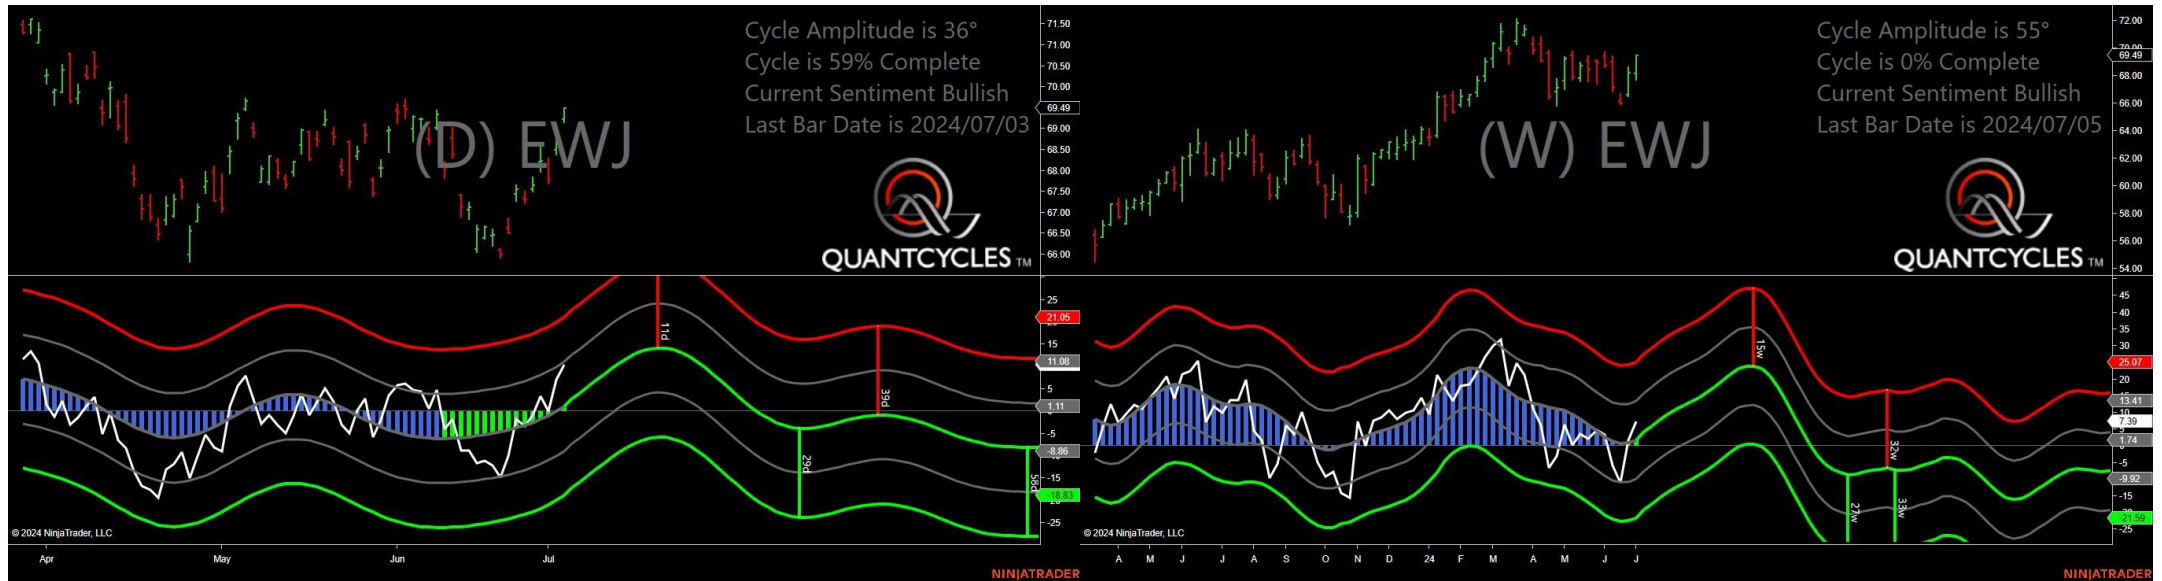 Cycle Amplitude is 36°
Cycle is 59% Complete
Current Sentiment Bullish
Last Bar Date is 2024/07/03
(D) EWJ
QUANTCYCLES TM
71.50
71.00
70.50
70.00
69.49
69.00
68.50
68.00
67.50
67.00
66.50
66.00
25
21.05
15
11.08
5
1.11
-5
-8.86
-18.83
-25
11d
29d
39d
58d
© 2024 NinjaTrader, LLC
Apr
May
Jun
Jul
NINJATRADER
Cycle Amplitude is 55°
Cycle is 0% Complete
Current Sentiment Bullish
Last Bar Date is 2024/07/05
(W) EWJ
QUANTCYCLES TM
72.00
70.00
69.49
68.00
66.00
64.00
62.00
60.00
58.00
56.00
54.00
45
40
35
30
25.07
20
13.41
10
7.39
5
1.74
-5
-9.92
-15
-21.59
-25
15w
27w
32w
33w
© 2024 NinjaTrader, LLC
A M J J A S O N D 24 F M A M J J
NINJATRADER